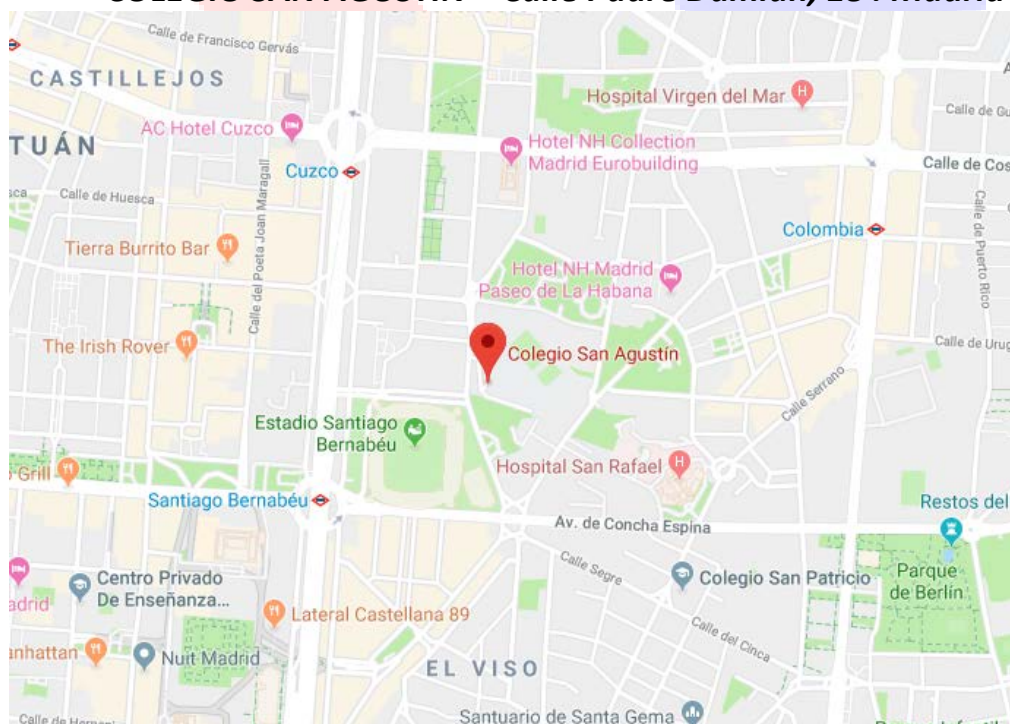 Calle de Francisco Gervás
CASTILLEJOS
Hospital Virgen del Mar
H
AC Hotel Cuzco
TUÁN
Hotel NH Collection
Madrid Eurobuilding
Calle de Cos
Cuzco
Calle de Huesca
Calle del Poeta Joan Maragall
Calle de Puerto Rico
Colombia
Tierra Burrito Bar
Hotel NH Madrid
Paseo de La Habana
The Irish Rover
Colegio San Agustín
Calle de Urug
Calle Serrano
Estadio Santiago
Bernabéu
Hospital San Rafael
H
Grill
Santiago Bernabéu
Restos del
Av. de Concha Espina
Calle Segre
Centro Privado
De Enseñanza...
Colegio San Patricio
Parque
de Berlín
adrid
Lateral Castellana 89
Calle del Cinca
anhattan
Nuit Madrid
EL VISO
Santuario de Santa Gema